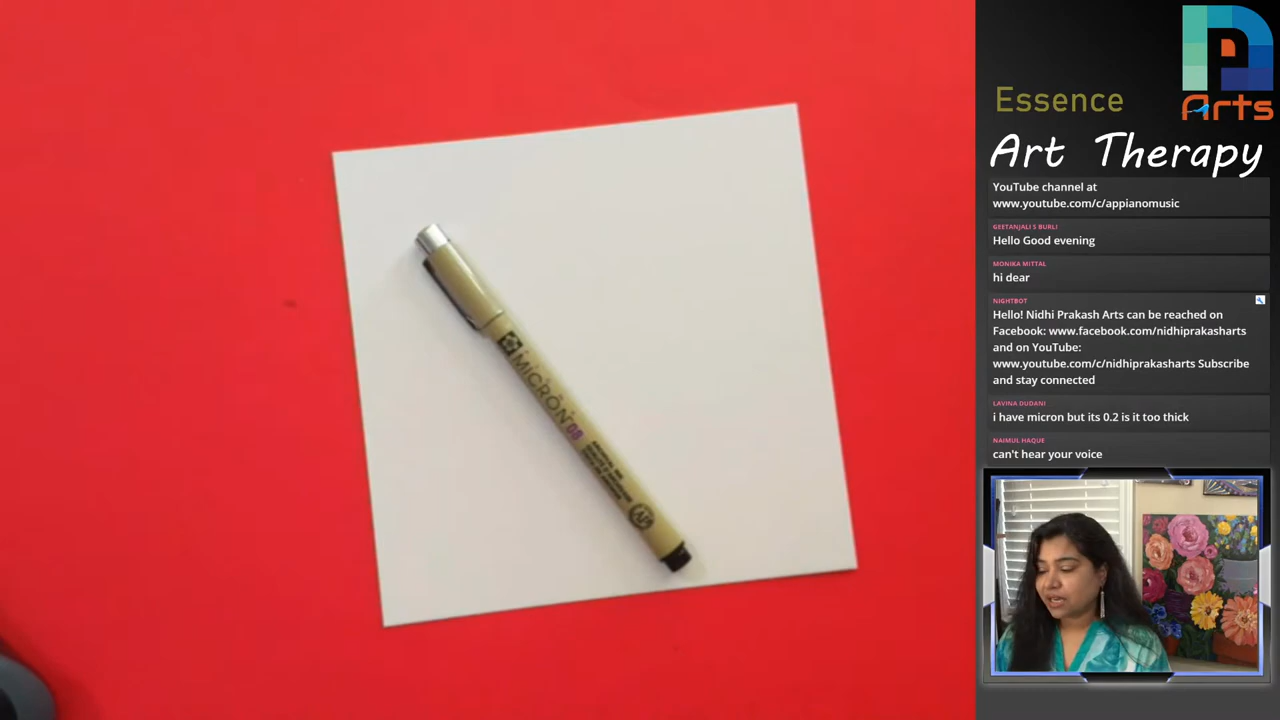 MICRON 08
Arts
Essence
Art Therapy
YouTube channel at
www.youtube.com/c/appianomusic
GEETANJALI S BURLI
Hello Good evening
MONIKA MITTAL
hi dear
NIGHTBOT
Hello! Nidhi Prakash Arts can be reached on
Facebook: www.facebook.com/nidhiprakasharts
and on YouTube:
www.youtube.com/c/nidhiprakasharts Subscribe
and stay connected
LAVINA DUDANI
i have micron but its 0.2 is it too thick
NAIMUL HAQUE
can't hear your voice